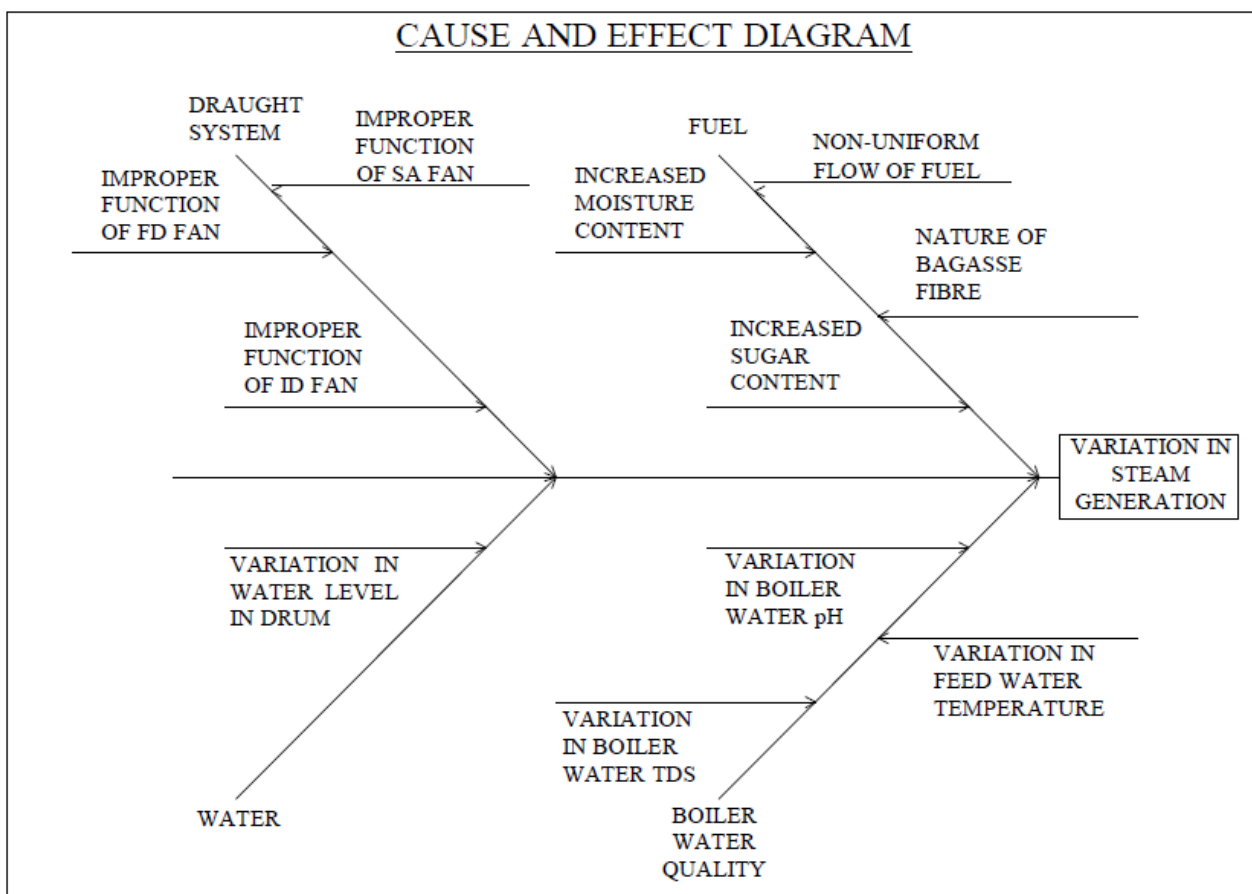 CAUSE AND EFFECT DIAGRAM
DRAUGHT
SYSTEM
IMPROPER
FUNCTION
OF SA FAN
IMPROPER
FUNCTION
OF FD FAN
IMPROPER
FUNCTION
OF ID FAN
FUEL
NON-UNIFORM
FLOW OF FUEL
INCREASED
MOISTURE
CONTENT
NATURE OF
BAGASSE
FIBRE
INCREASED
SUGAR
CONTENT
VARIATION IN
STEAM
GENERATION
VARIATION IN
WATER LEVEL
IN DRUM
WATER
VARIATION
IN BOILER
WATER pH
VARIATION IN
FEED WATER
TEMPERATURE
VARIATION
IN BOILER
WATER TDS
BOILER
WATER
QUALITY